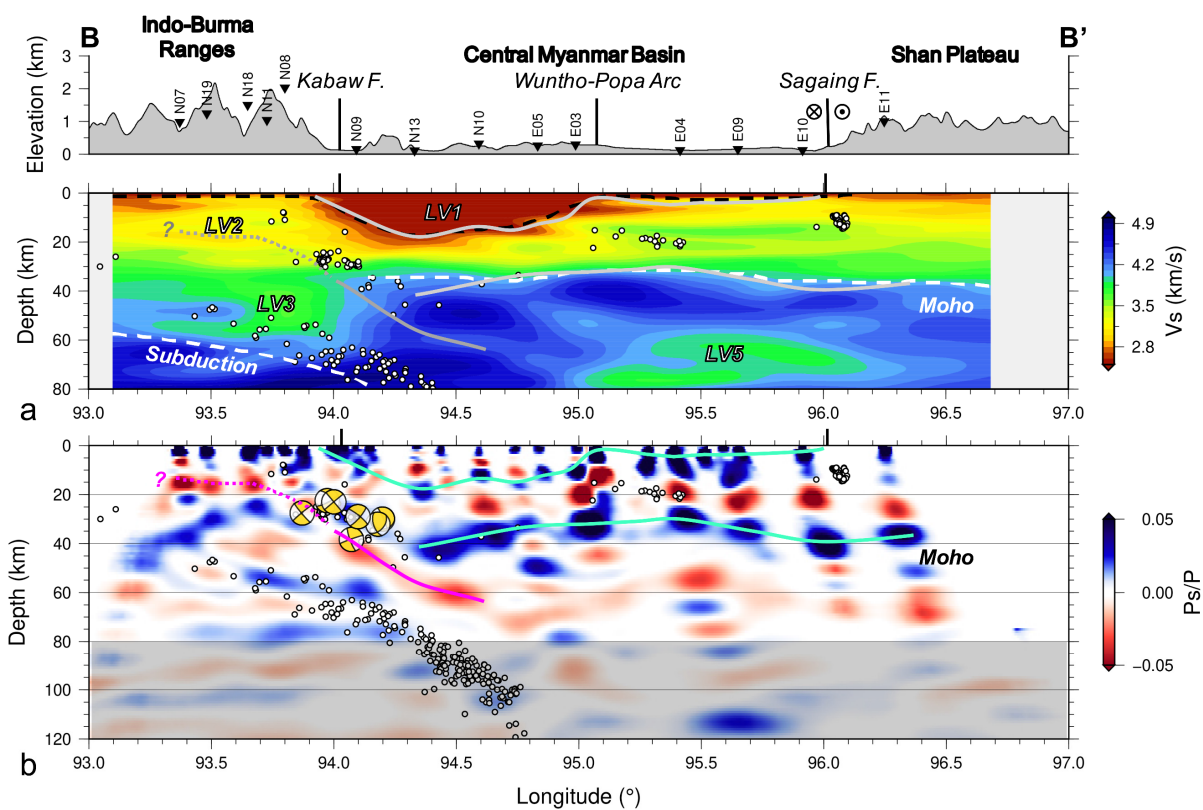 B
Indo-Burma
Ranges
Central Myanmar Basin
Shan Plateau
B’
Kabaw F.
Wuntho-Popa Arc
Sagaing F.
Elevation (km)
3
2
1
0
N07
N19
N18
N11
N08
N09
N13
N10
E05
E03
E04
E09
E10
E11
Depth (km)
0
20
40
60
80
?
LV2
LV1
LV3
LV5
Moho
Subduction
93.0 93.5 94.0 94.5 95.0 95.5 96.0 96.5 97.0
a
4.9
4.2
3.5
2.8
Vs (km/s)
Depth (km)
0
20
40
60
80
100
120
?
Moho
93.0 93.5 94.0 94.5 95.0 95.5 96.0 96.5 97.0
b
0.05
0.00
−0.05
Ps/P
Longitude (°)